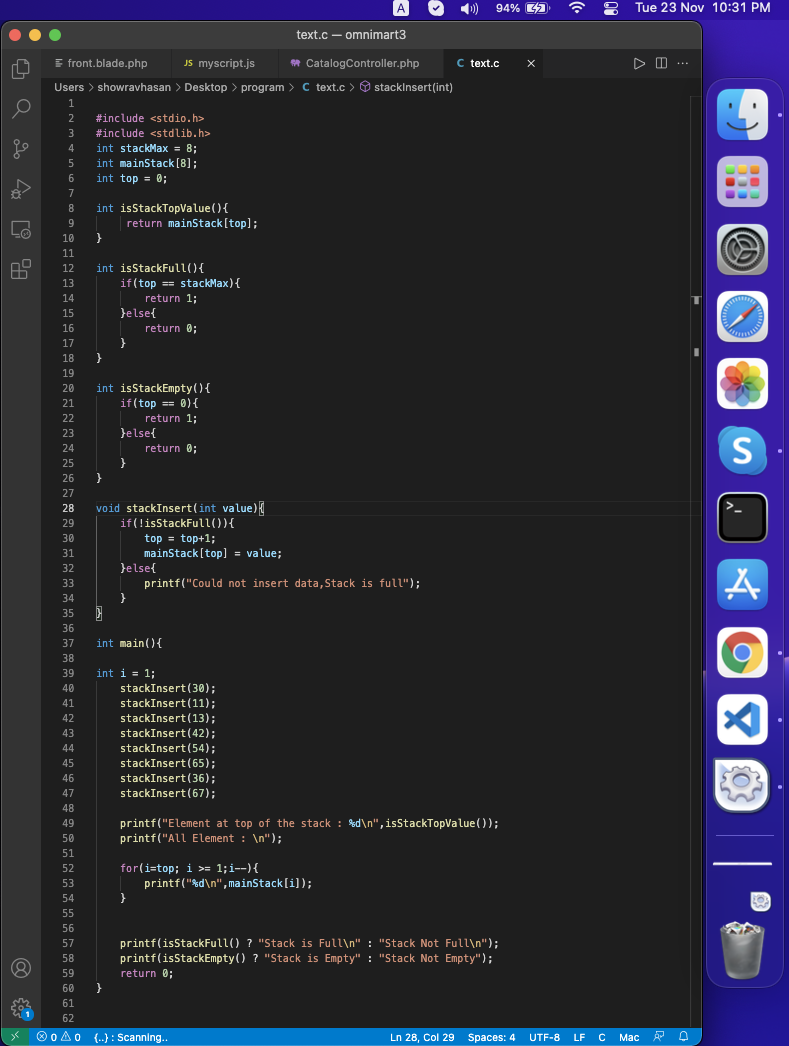 A 94% Tue 23 Nov 10:31 PM
text.c — omnimart3
front.blade.php JS myscript.js CatalogController.php C text.c
Users > showravhasan > Desktop > program > C text.c > stackInsert(int)
1
2 #include <stdio.h>
3 #include <stdlib.h>
4 int stackMax = 8;
5 int mainStack[8];
6 int top = 0;
7
8 int isStackTopValue(){
9 return mainStack[top];
10 }
11
12 int isStackFull(){
13 if(top == stackMax){
14 return 1;
15 }else{
16 return 0;
17 }
18 }
19
20 int isStackEmpty(){
21 if(top == 0){
22 return 1;
23 }else{
24 return 0;
25 }
26 }
27
28 void stackInsert(int value){
29 if(!isStackFull()){
30 top = top+1;
31 mainStack[top] = value;
32 }else{
33 printf("Could not insert data,Stack is full");
34 }
35 }
36
37 int main(){
38
39 int i = 1;
40 stackInsert(30);
41 stackInsert(11);
42 stackInsert(13);
43 stackInsert(42);
44 stackInsert(54);
45 stackInsert(65);
46 stackInsert(36);
47 stackInsert(67);
48
49 printf("Element at top of the stack : %d\n",isStackTopValue());
50 printf("All Element : \n");
51
52 for(i=top; i >= 1;i--){
53 printf("%d\n",mainStack[i]);
54 }
55
56
57 printf(isStackFull() ? "Stack is Full\n" : "Stack Not Full\n");
58 printf(isStackEmpty() ? "Stack is Empty" : "Stack Not Empty");
59 return 0;
60 }
61
62
1
0 0 {..} : Scanning.. Ln 28, Col 29 Spaces: 4 UTF-8 LF C Mac
S
>_